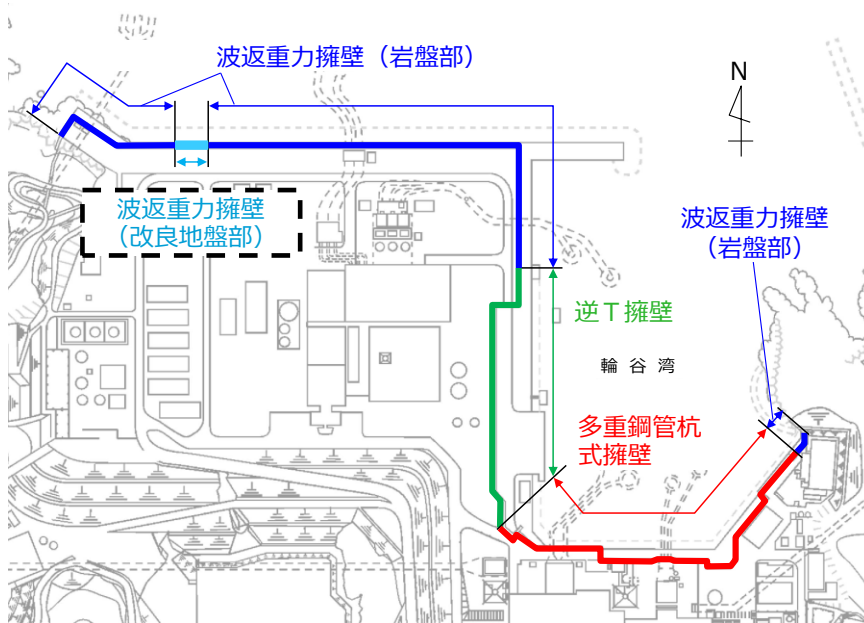 波返重力擁壁（岩盤部）
N
波返重力擁壁
（改良地盤部）
波返重力擁壁
（岩盤部）
逆Ｔ擁壁
輪谷湾
多重鋼管杭
式擁壁